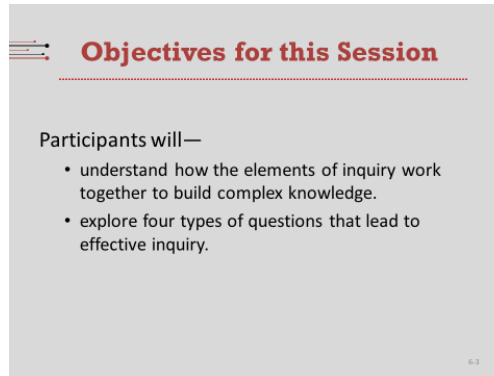 Objectives for this Session
Participants will—
• understand how the elements of inquiry work
together to build complex knowledge.
• explore four types of questions that lead to
effective inquiry.
6-3